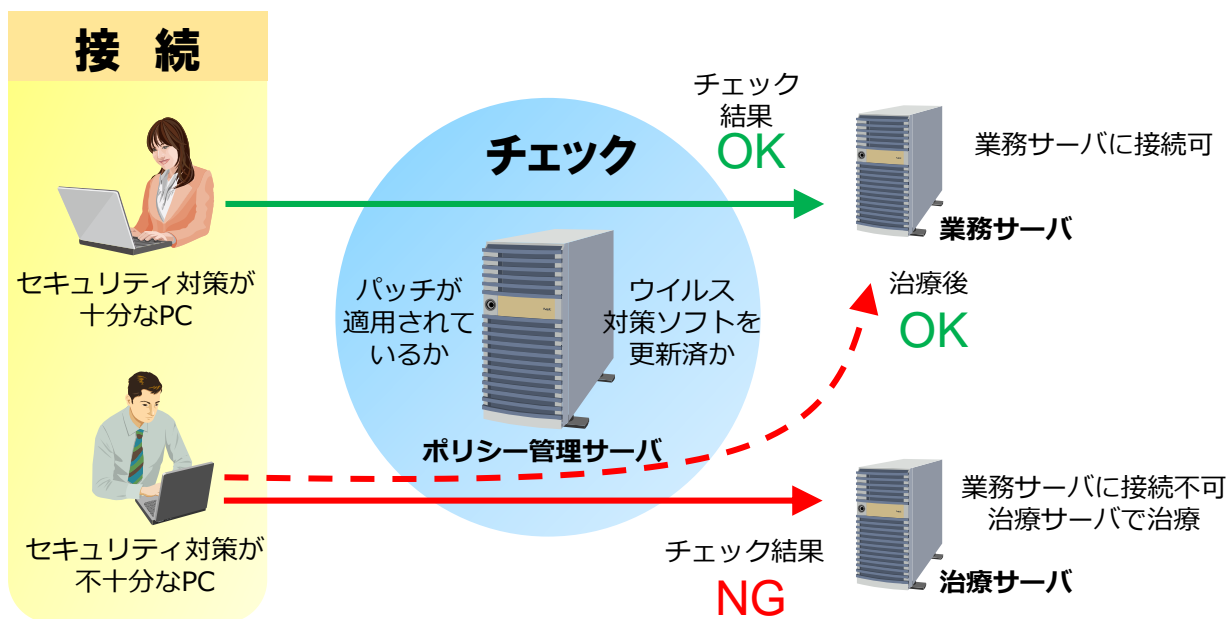 接 続
セキュリティ対策が
十分なPC
セキュリティ対策が
不十分なPC
チェック
パッチが
適用されて
いるか
ウイルス
対策ソフトを
更新済か
ポリシー管理サーバ
チェック
結果
OK
業務サーバに接続可
業務サーバ
治療後
OK
業務サーバに接続不可
治療サーバで治療
治療サーバ
チェック結果
NG